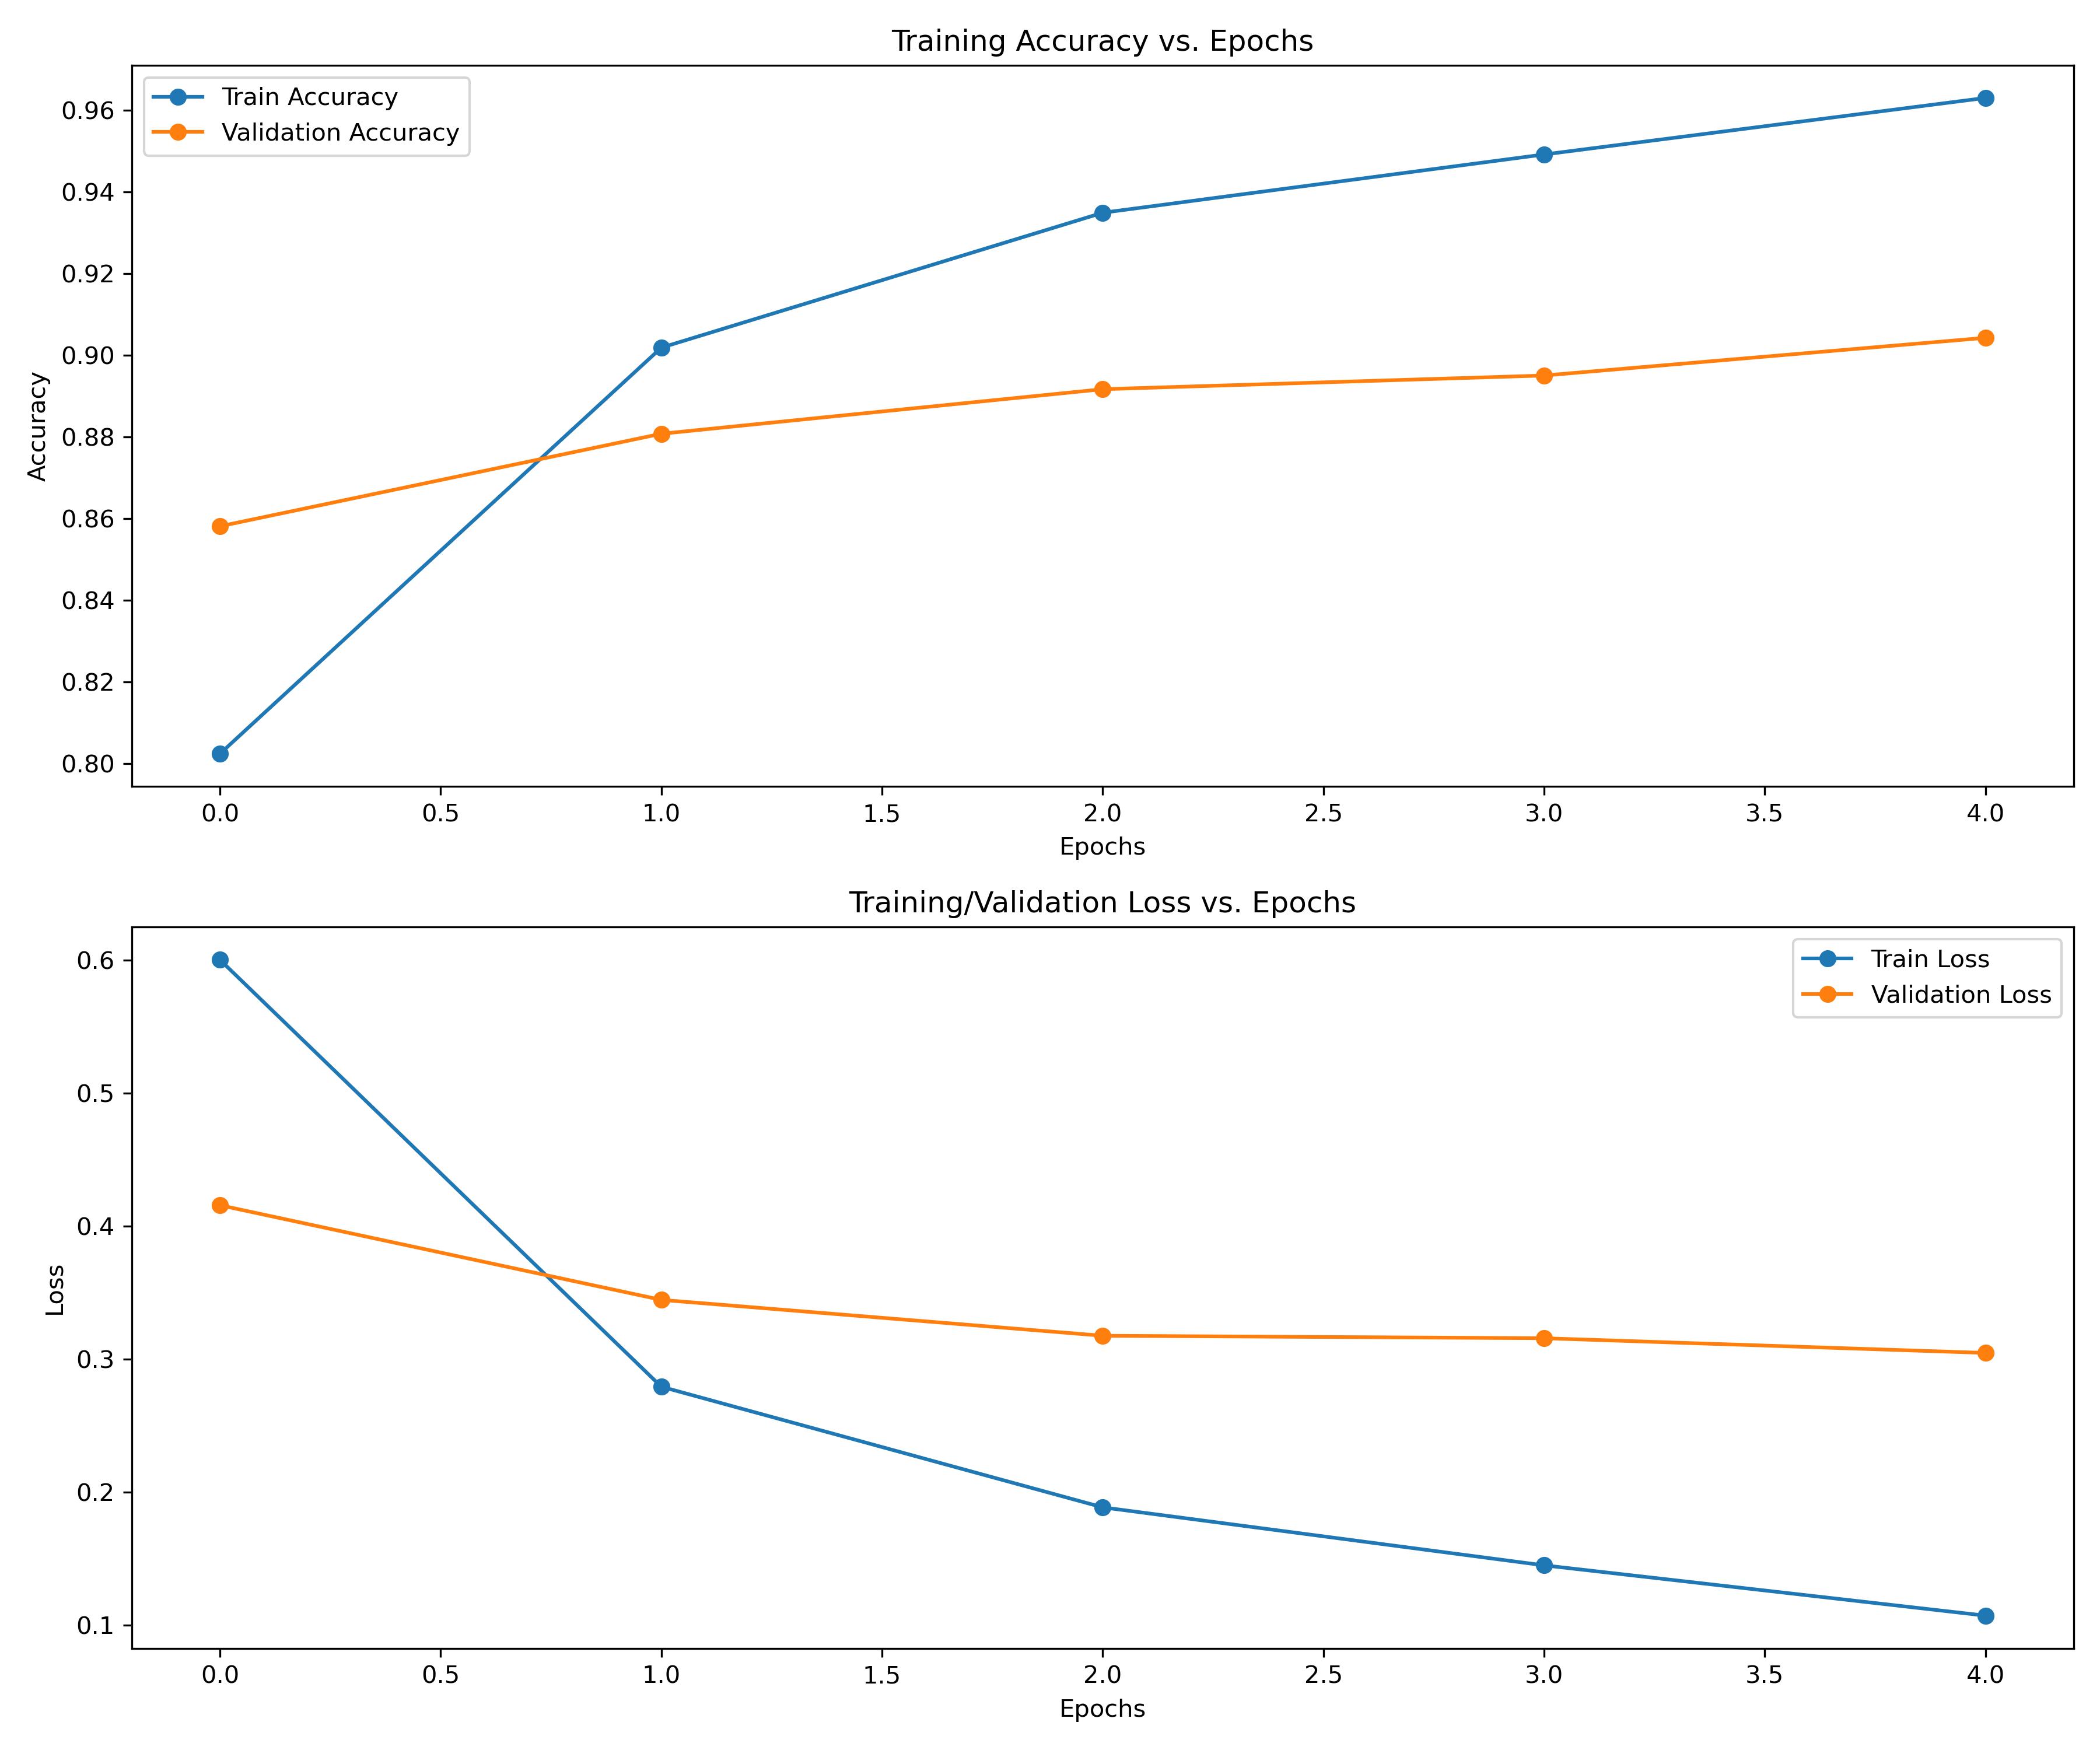 Training Accuracy vs. Epochs
Train Accuracy
Validation Accuracy
0.96
0.94
0.92
0.90
0.88
0.86
0.84
0.82
0.80
Accuracy
0.0 0.5 1.0 1.5 2.0 2.5 3.0 3.5 4.0
Epochs
Training/Validation Loss vs. Epochs
Train Loss
Validation Loss
0.6
0.5
0.4
0.3
0.2
0.1
Loss
0.0 0.5 1.0 1.5 2.0 2.5 3.0 3.5 4.0
Epochs